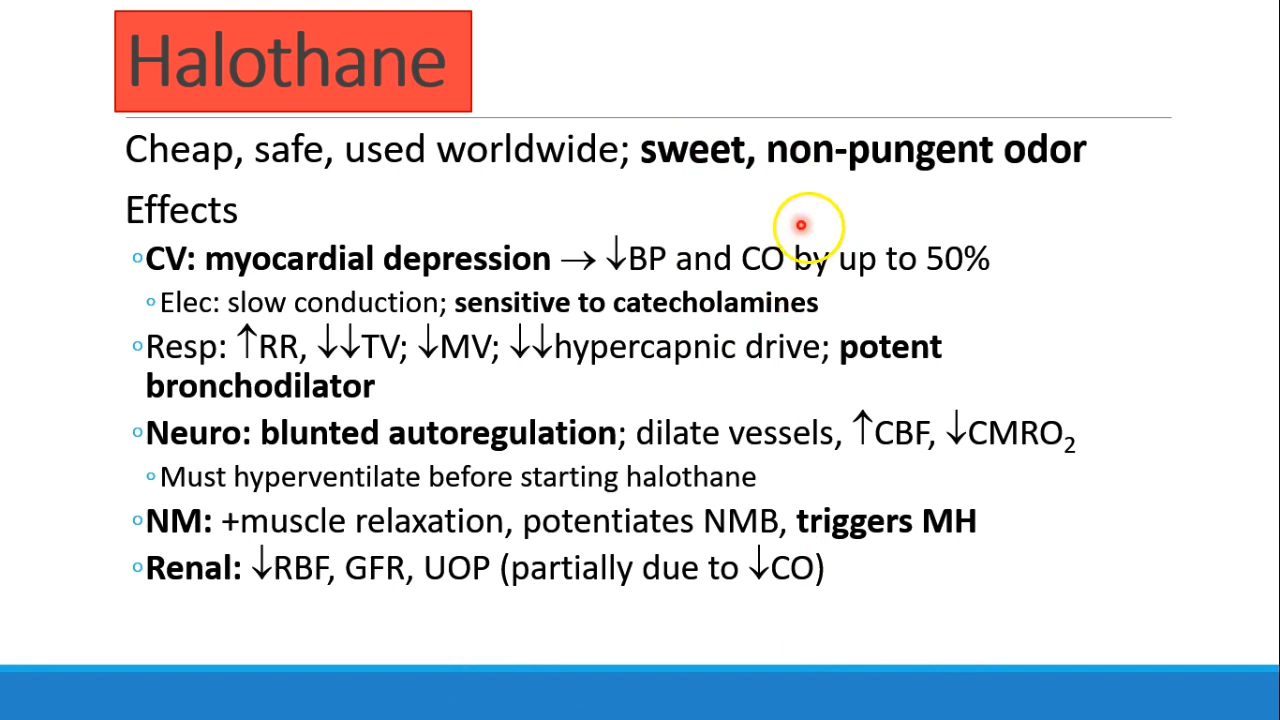 Halothane
Cheap, safe, used worldwide; sweet, non-pungent odor
Effects
◦CV: myocardial depression → ↓BP and CO by up to 50%
◦Elec: slow conduction; sensitive to catecholamines
◦Resp: ↑RR, ↓↓TV; ↓MV; ↓↓hypercapnic drive; potent
bronchodilator
◦Neuro: blunted autoregulation; dilate vessels, ↑CBF, ↓CMRO₂
◦Must hyperventilate before starting halothane
◦NM: +muscle relaxation, potentiates NMB, triggers MH
◦Renal: ↓RBF, GFR, UOP (partially due to ↓CO)